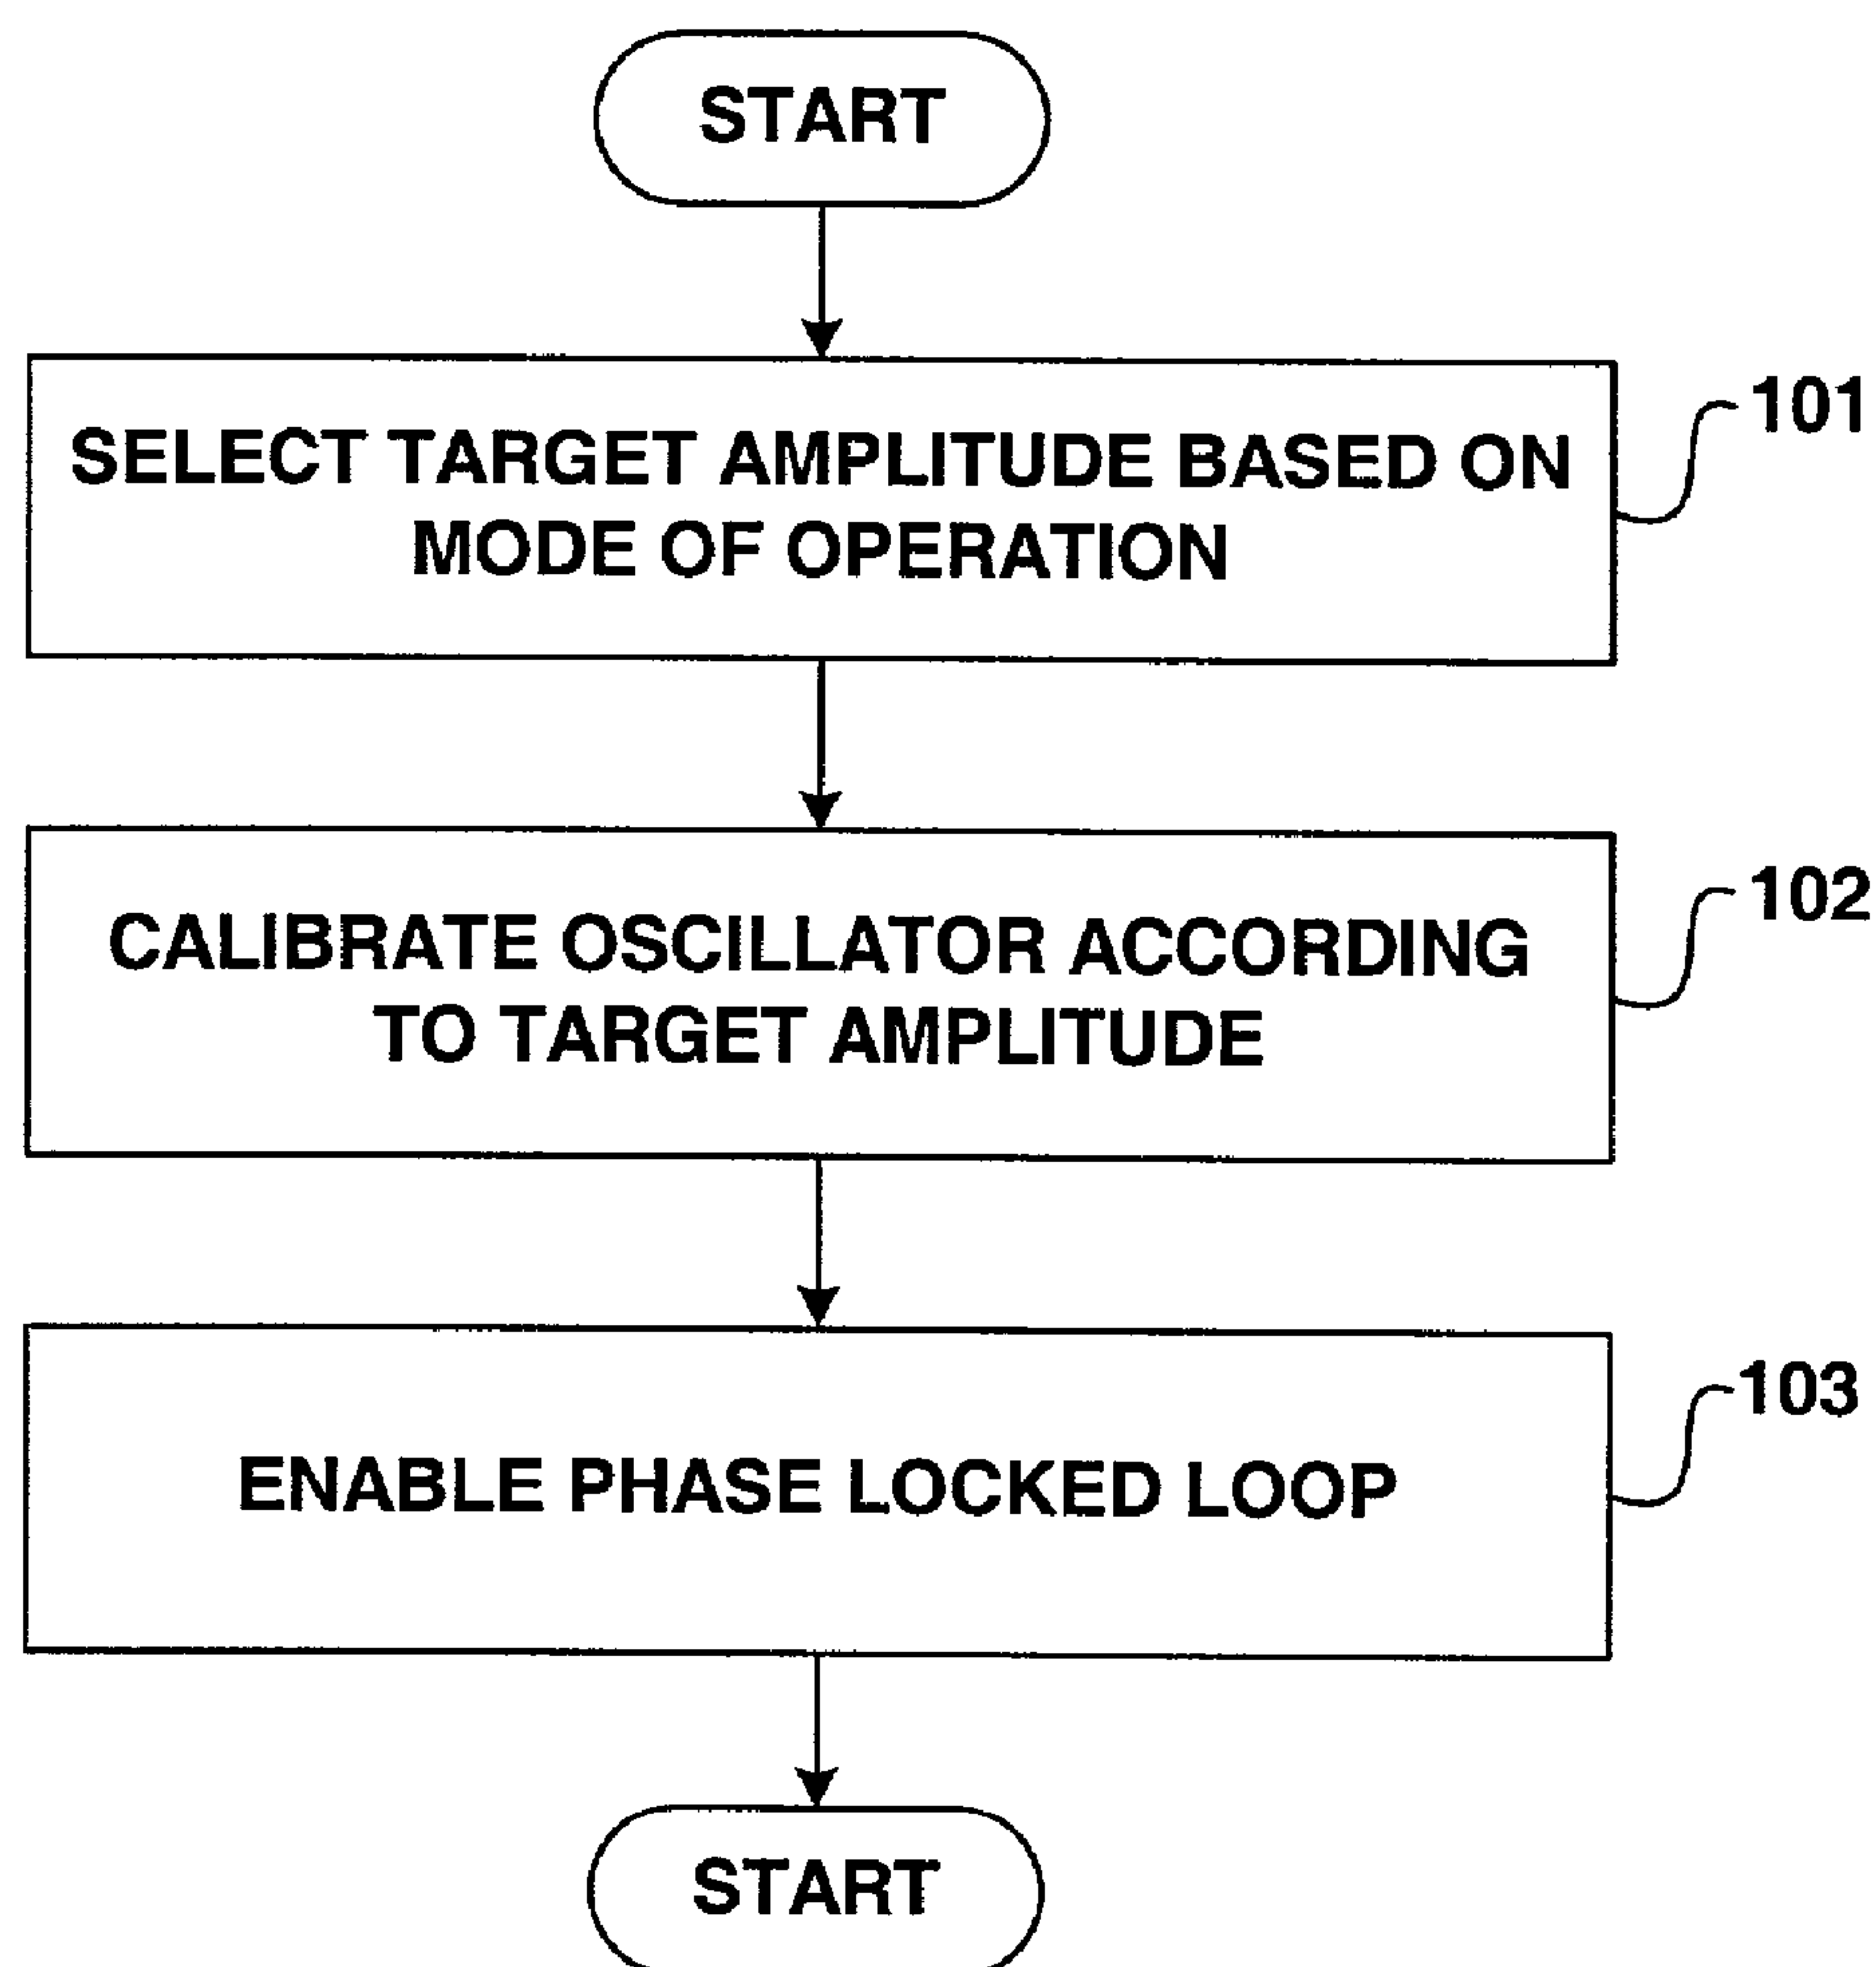 START
SELECT TARGET AMPLITUDE BASED ON
MODE OF OPERATION
101
CALIBRATE OSCILLATOR ACCORDING
TO TARGET AMPLITUDE
102
ENABLE PHASE LOCKED LOOP
103
START